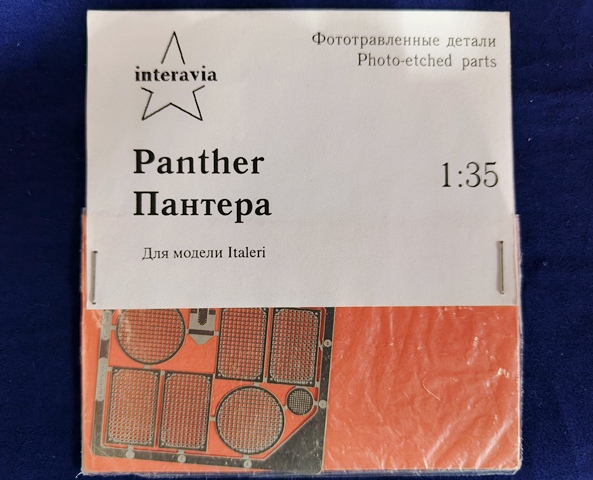 interavia
Фототравленные детали
Photo-etched parts
Panther
Пантера
1:35
Для модели Italeri